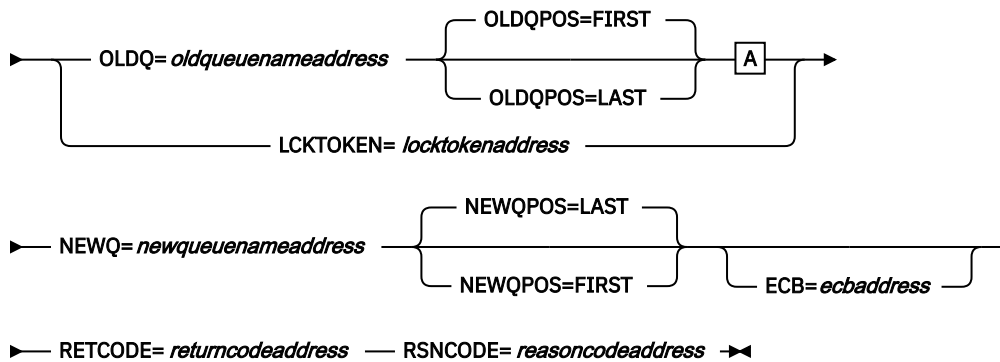 OLDQPOS=FIRST
OLDQ= oldqueuenameaddress
A
OLDQPOS=LAST
LCKTOKEN= locktokenaddress
NEWQPOS=LAST
NEWQ= newqueuenameaddress
NEWQPOS=FIRST
ECB= ecbaddress
RETCODE= returncodeaddress RSNCODE= reasoncodeaddress